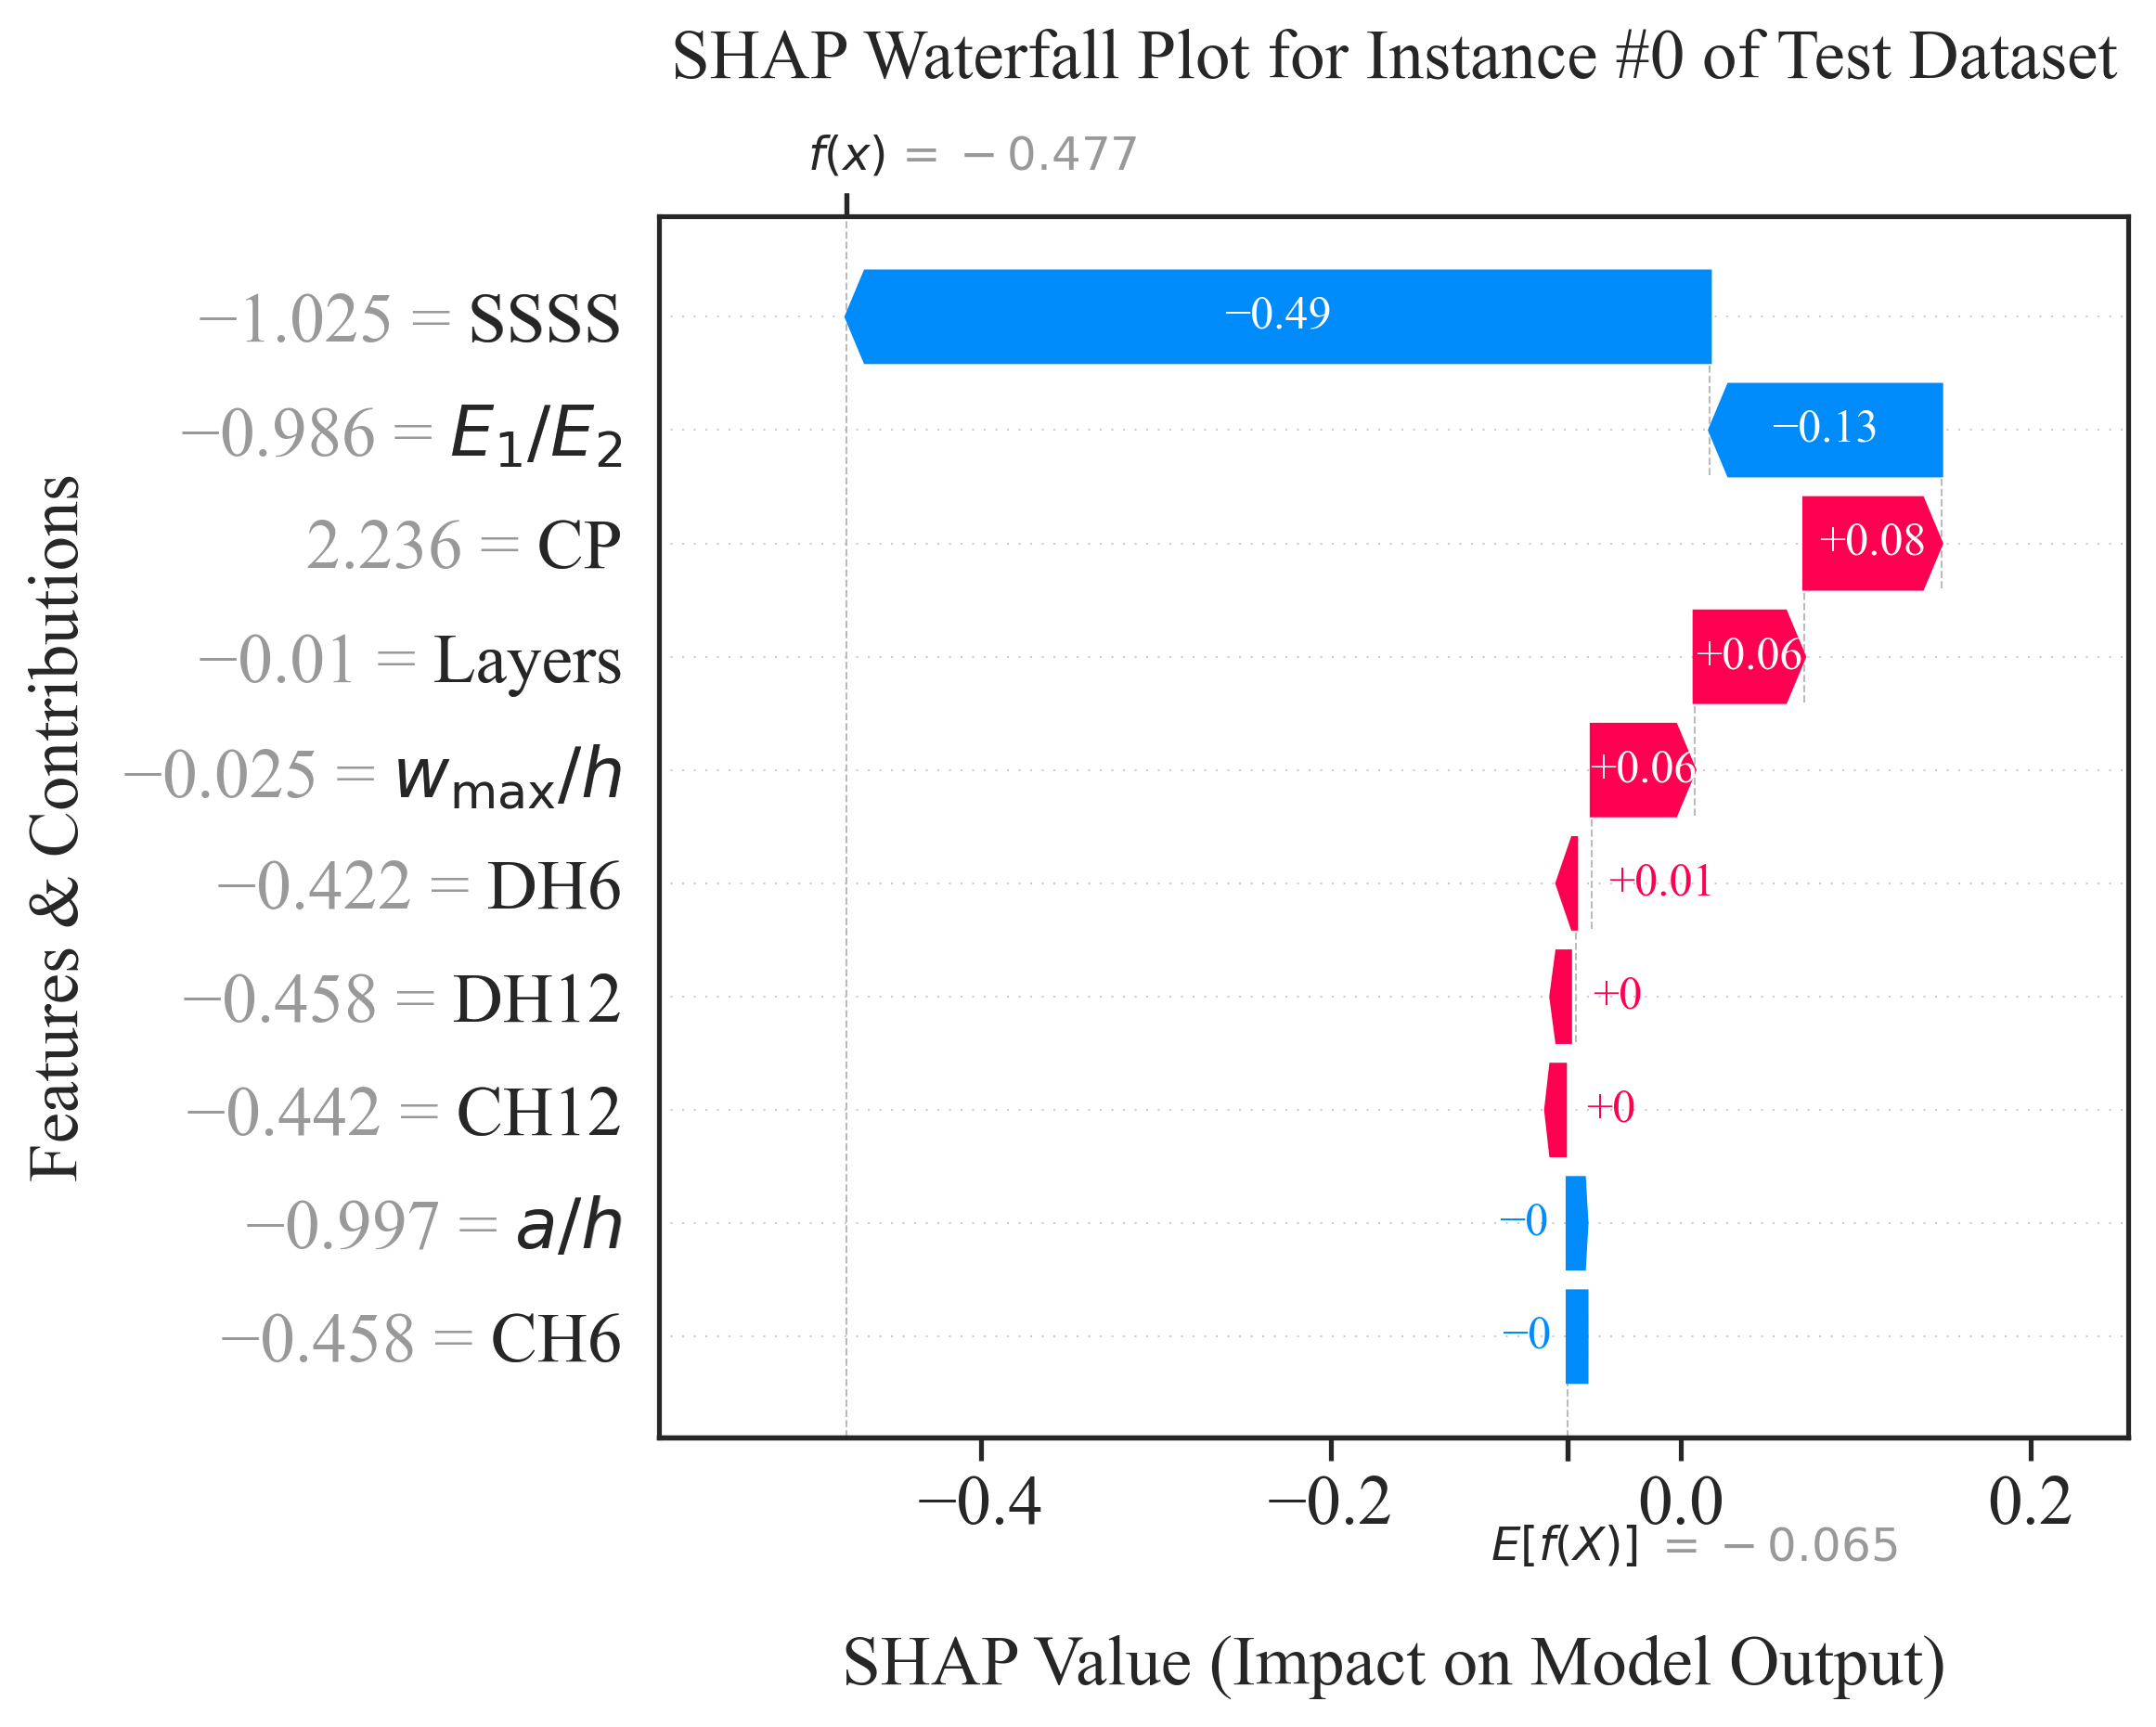 SHAP Waterfall Plot for Instance #0 of Test Dataset
f(x) = −0.477
Features & Contributions
−1.025 = SSSS
−0.49
−0.986 = E₁/E₂
−0.13
2.236 = CP
+0.08
−0.01 = Layers
+0.06
−0.025 = w_max/h
+0.06
−0.422 = DH6
+0.01
−0.458 = DH12
+0
−0.442 = CH12
+0
−0.997 = a/h
−0
−0.458 = CH6
−0
−0.4 −0.2 0.0 0.2
E[f(X)] = −0.065
SHAP Value (Impact on Model Output)